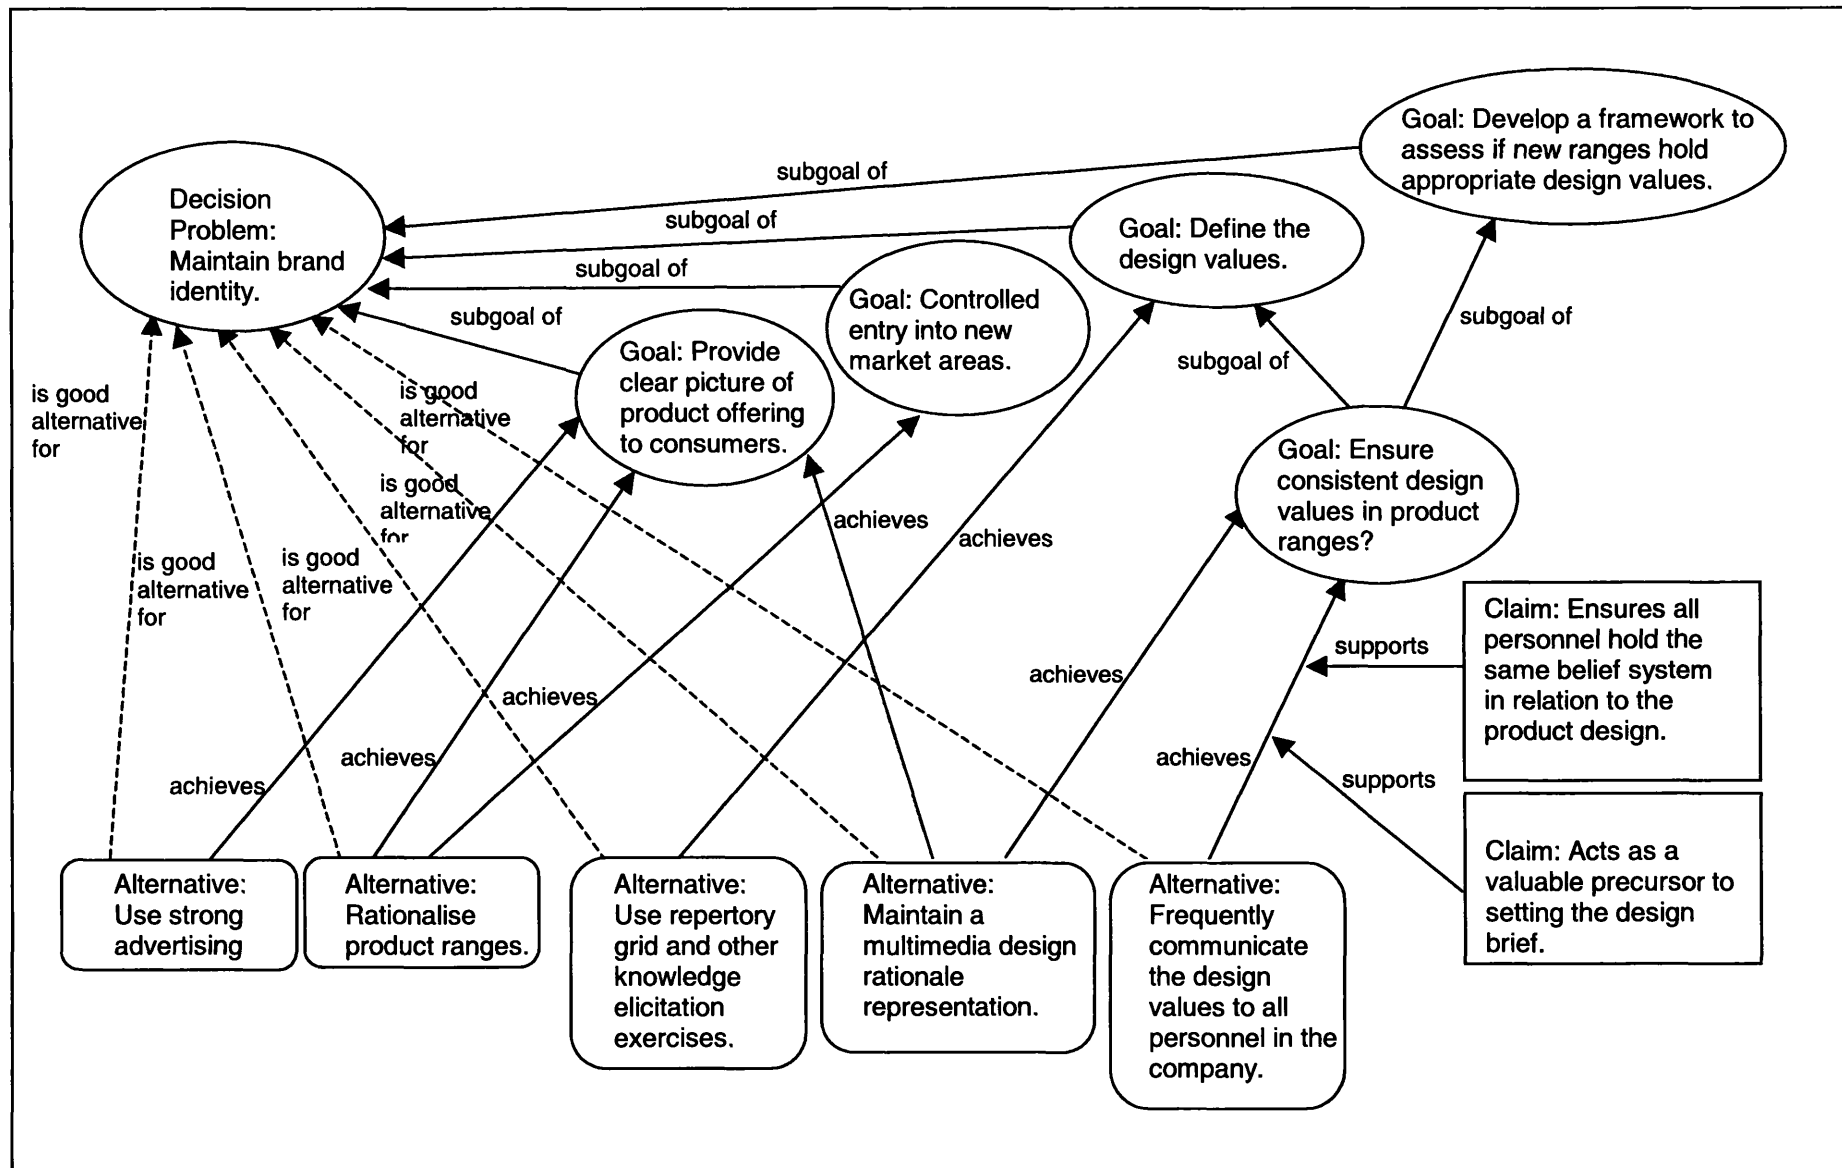 Goal: Develop a framework to
assess if new ranges hold
appropriate design values.
subgoal of
Decision
Problem:
Maintain brand
identity.
subgoal of
Goal: Define the
design values.
subgoal of
Goal: Controlled
entry into new
market areas.
subgoal of
subgoal of
Goal: Provide
clear picture of
product offering
to consumers.
subgoal of
is good
alternative
for
is good
alternative
for
Goal: Ensure
consistent design
values in product
ranges?
is good
alternative
for
achieves
achieves
is good
alternative
for
is good
alternative
for
Claim: Ensures all
personnel hold the
same belief system
in relation to the
product design.
supports
achieves
achieves
achieves
achieves
achieves
supports
Claim: Acts as a
valuable precursor to
setting the design
brief.
Alternative:
Use strong
advertising
Alternative:
Rationalise
product ranges.
Alternative:
Use repertory
grid and other
knowledge
elicitation
exercises.
Alternative:
Maintain a
multimedia design
rationale
representation.
Alternative:
Frequently
communicate
the design
values to all
personnel in the
company.